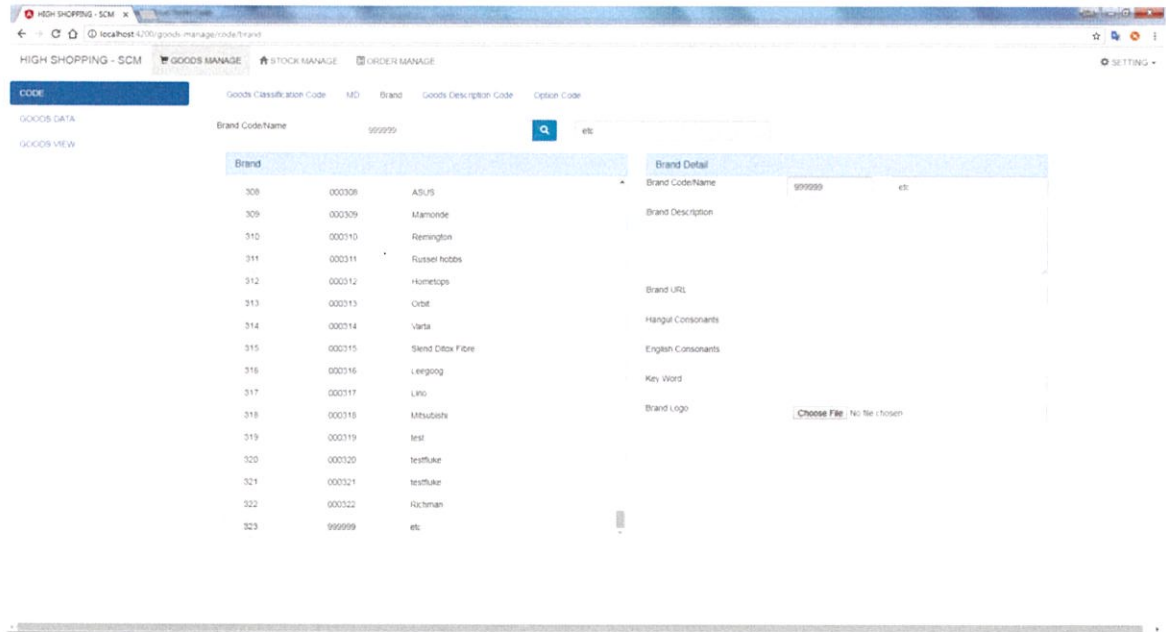 HIGH SHOPPING - SCM
localhost:4200/goods-manage/code/brand
HIGH SHOPPING - SCM GOODS MANAGE STOCK MANAGE ORDER MANAGE SETTING
CODE
GOODS DATA
GOODS VIEW
Goods Classification Code MD Brand Goods Description Code Option Code
Brand Code/Name 999999 etc
Brand
308 000308 ASUS
309 000309 Mamonde
310 000310 Remington
311 000311 Russel hobbs
312 000312 Hometops
313 000313 Orbit
314 000314 Varta
315 000315 Slend Ditox Fibre
316 000316 Leegoog
317 000317 Lino
318 000318 Mitsubishi
319 000319 test
320 000320 testfluke
321 000321 testfluke
322 000322 Richman
323 999999 etc
Brand Detail
Brand Code/Name 999999 etc
Brand Description
Brand URL
Hangul Consonants
English Consonants
Key Word
Brand Logo Choose File No file chosen